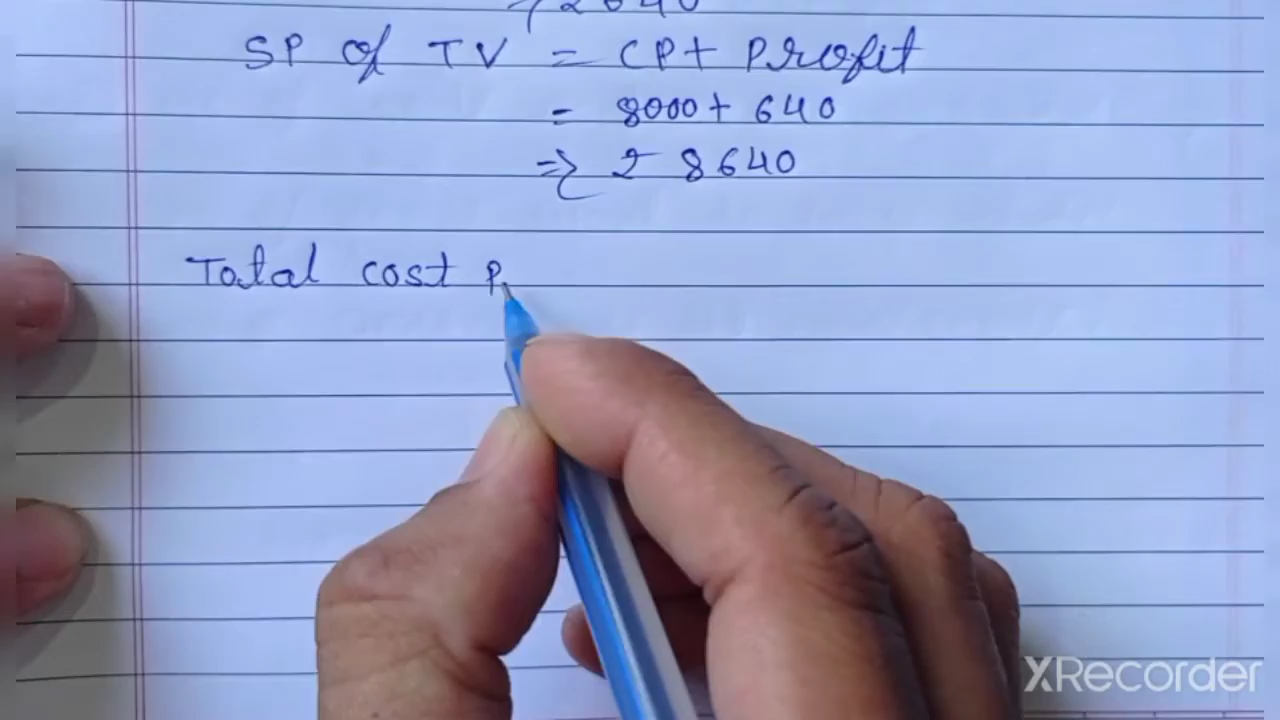 SP of TV = CP + Profit
= 8000 + 640
=> ₹ 8640
Total cost P
XRecorder